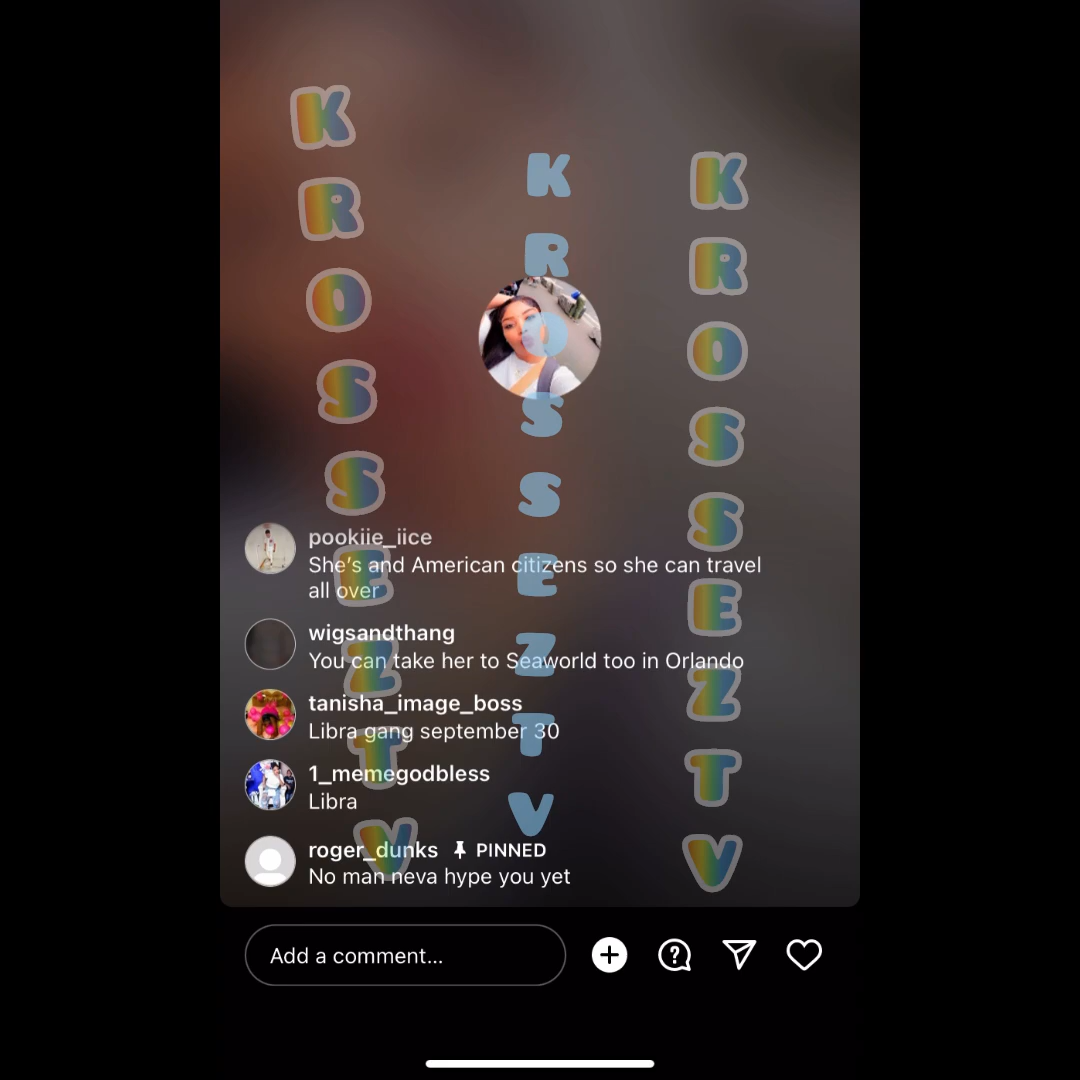 KROSSEZTV
KROSSEZTV
KROSSEZTV
pookiie_iice
She's and American citizens so she can travel
all over
wigsandthang
You can take her to Seaworld too in Orlando
tanisha_image_boss
Libra gang september 30
1_memegodbless
Libra
roger_dunks PINNED
No man neva hype you yet
Add a comment...